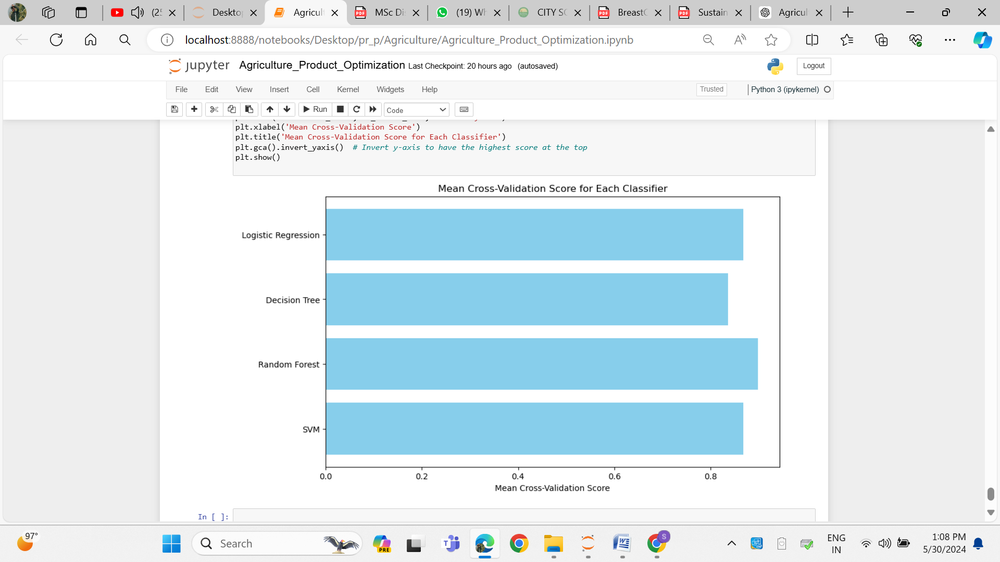 (2
Deskto
Agricul
MSc Di
(19) Wh
CITY SC
BreastC
Sustain
Agricul
localhost:8888/notebooks/Desktop/pr_p/Agriculture/Agriculture_Product_Optimization.ipynb
jupyter Agriculture_Product_Optimization Last Checkpoint: 20 hours ago (autosaved)
Logout
File Edit View Insert Cell Kernel Widgets Help
Trusted
Python 3 (ipykernel)
Run
Code
plt.xlabel('Mean Cross-Validation Score')
plt.title('Mean Cross-Validation Score for Each Classifier')
plt.gca().invert_yaxis()  # Invert y-axis to have the highest score at the top
plt.show()
Mean Cross-Validation Score for Each Classifier
Logistic Regression
Decision Tree
Random Forest
SVM
0.0 0.2 0.4 0.6 0.8
Mean Cross-Validation Score
In [ ]:
97°
Search
PRE
S
ENG
IN
1:08 PM
5/30/2024